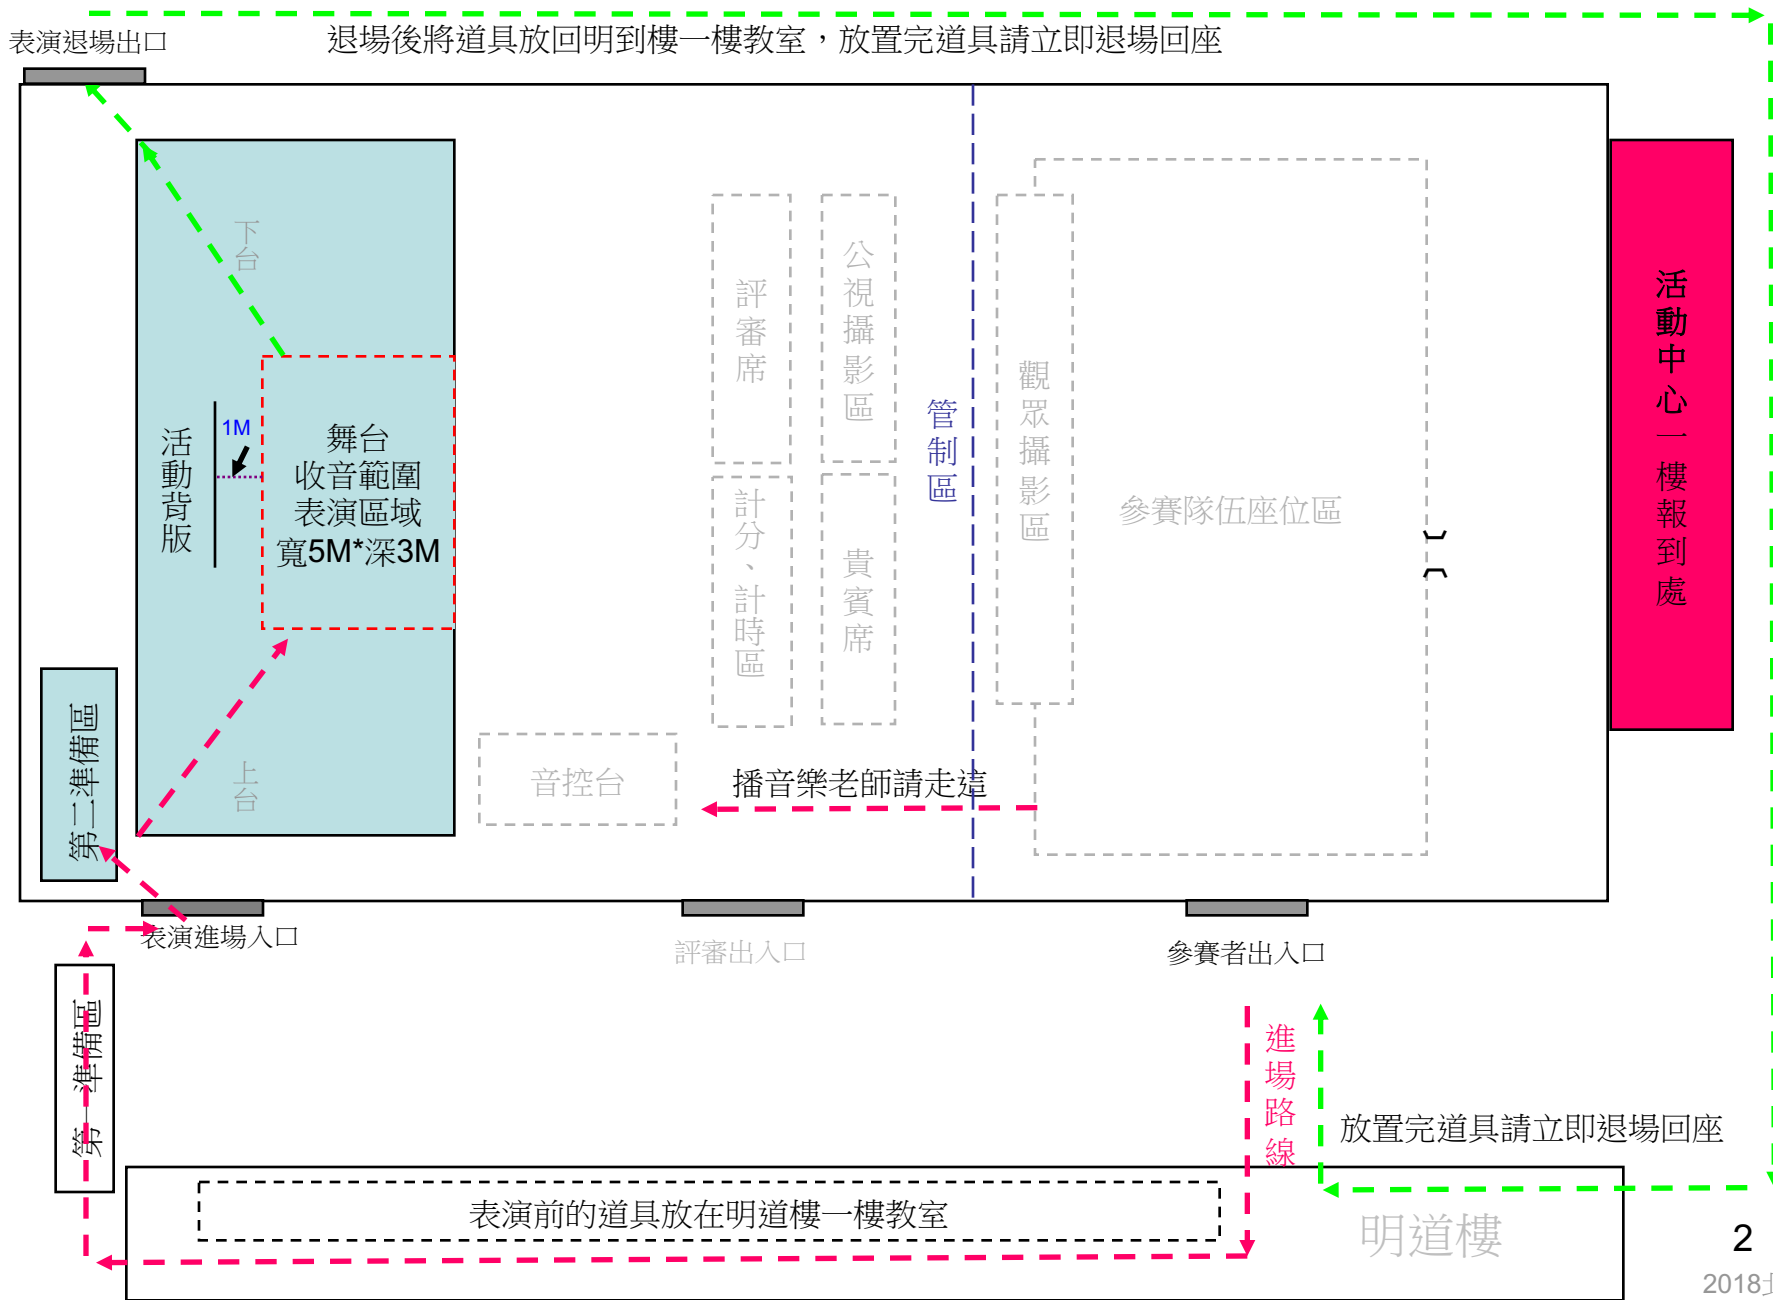 表演退場出口
退場後將道具放回明到樓一樓教室，放置完道具請立即退場回座
下台
活動背版
1M
舞台
收音範圍
表演區域
寬5M*深3M
上台
第二準備區
評審席
公視攝影區
計分、計時區
貴賓席
音控台
播音樂老師請走這
管制區
觀眾攝影區
參賽隊伍座位區
活動中心一樓報到處
表演進場入口
評審出入口
參賽者出入口
第一準備區
進場路線
放置完道具請立即退場回座
表演前的道具放在明道樓一樓教室
明道樓
2
2018